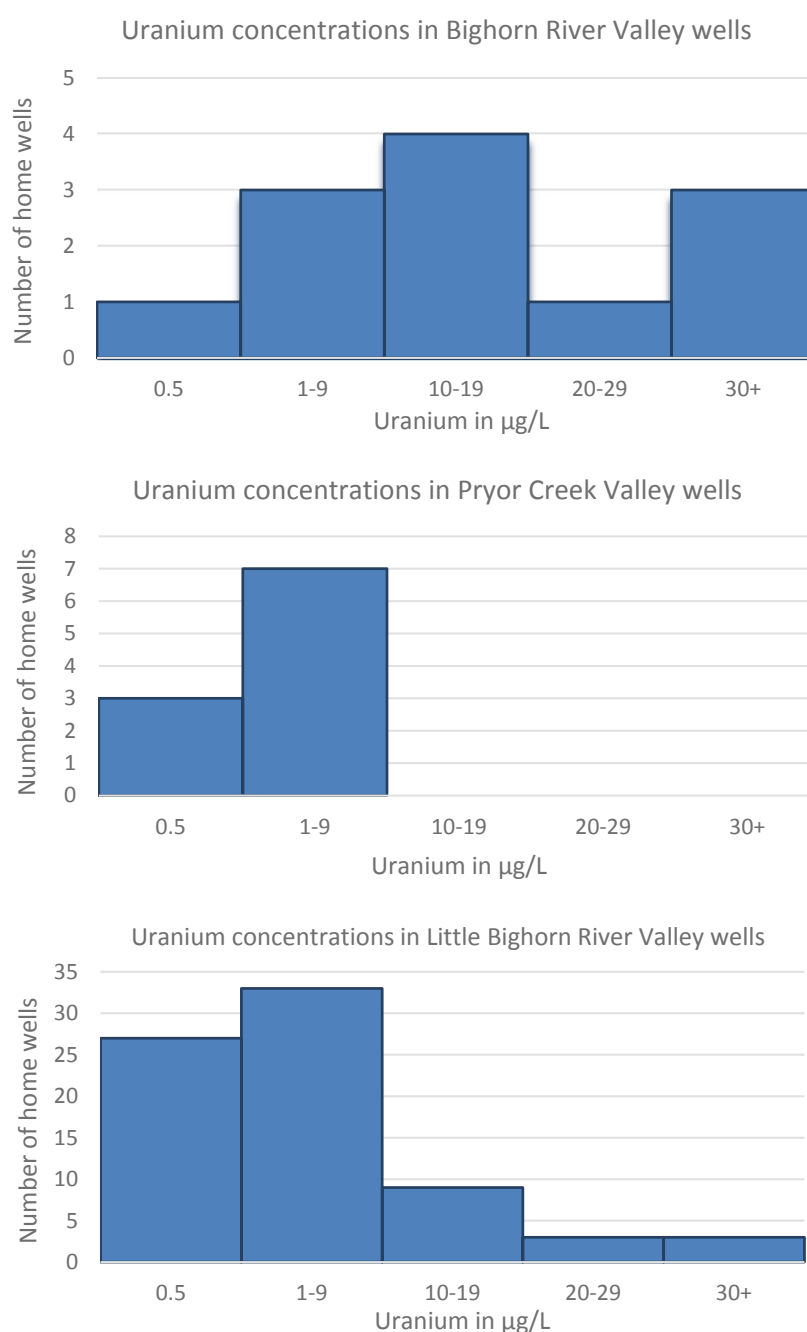 Uranium concentrations in Bighorn River Valley wells
Number of home wells
5
4
3
2
1
0
0.5 1-9 10-19 20-29 30+
Uranium in µg/L
Uranium concentrations in Pryor Creek Valley wells
Number of home wells
8
7
6
5
4
3
2
1
0
0.5 1-9 10-19 20-29 30+
Uranium in µg/L
Uranium concentrations in Little Bighorn River Valley wells
Number of home wells
35
30
25
20
15
10
5
0
0.5 1-9 10-19 20-29 30+
Uranium in µg/L